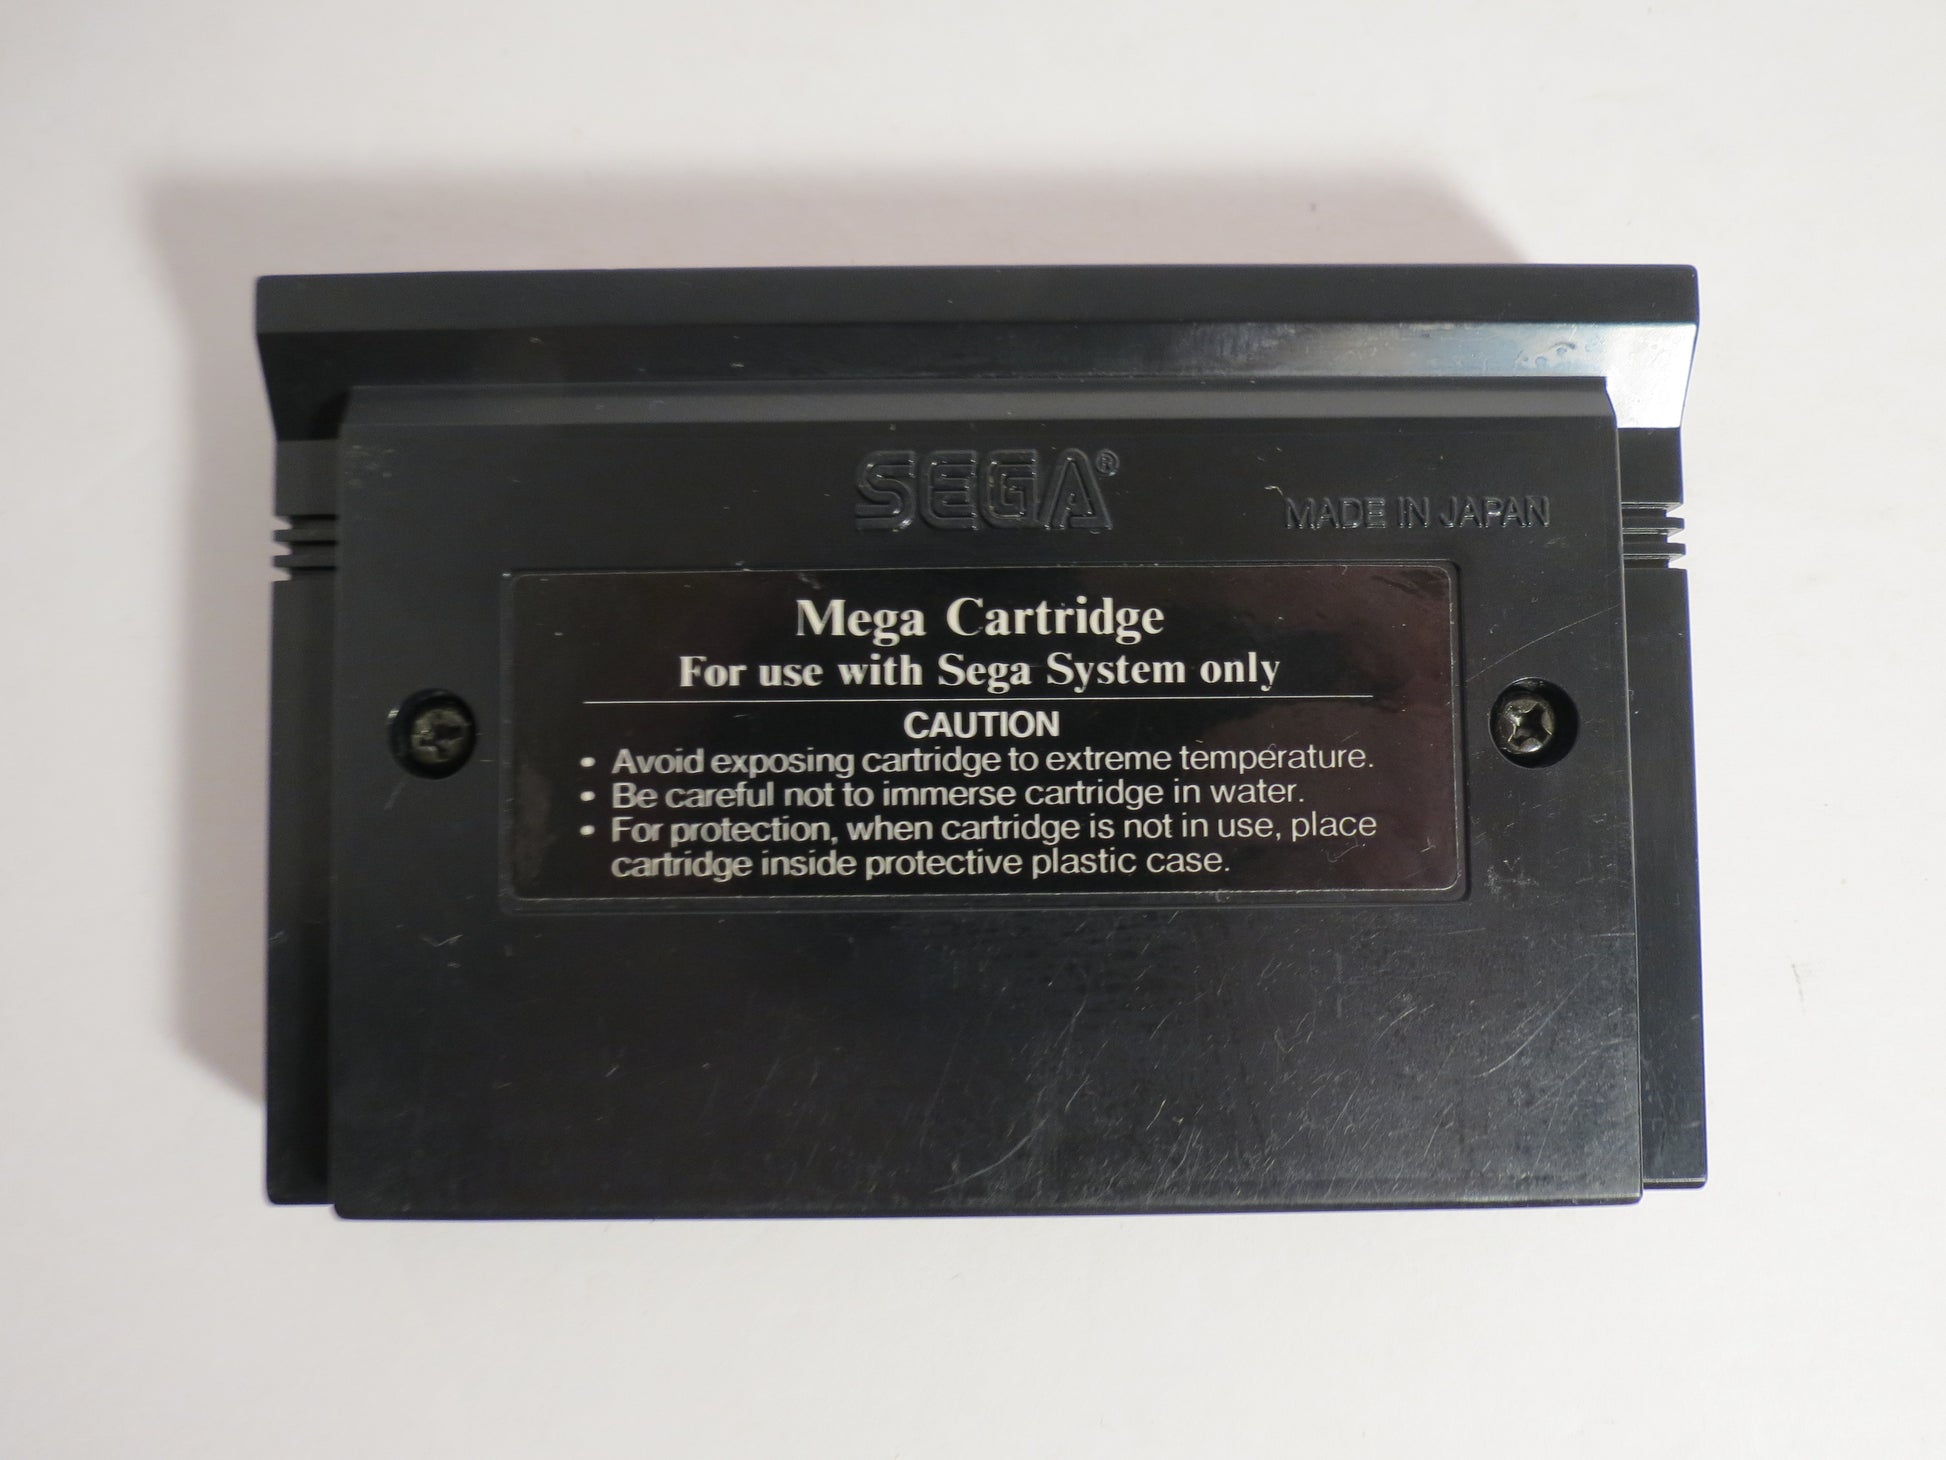 SEGA®
MADE IN JAPAN
Mega Cartridge
For use with Sega System only
CAUTION
• Avoid exposing cartridge to extreme temperature.
• Be careful not to immerse cartridge in water.
• For protection, when cartridge is not in use, place
cartridge inside protective plastic case.